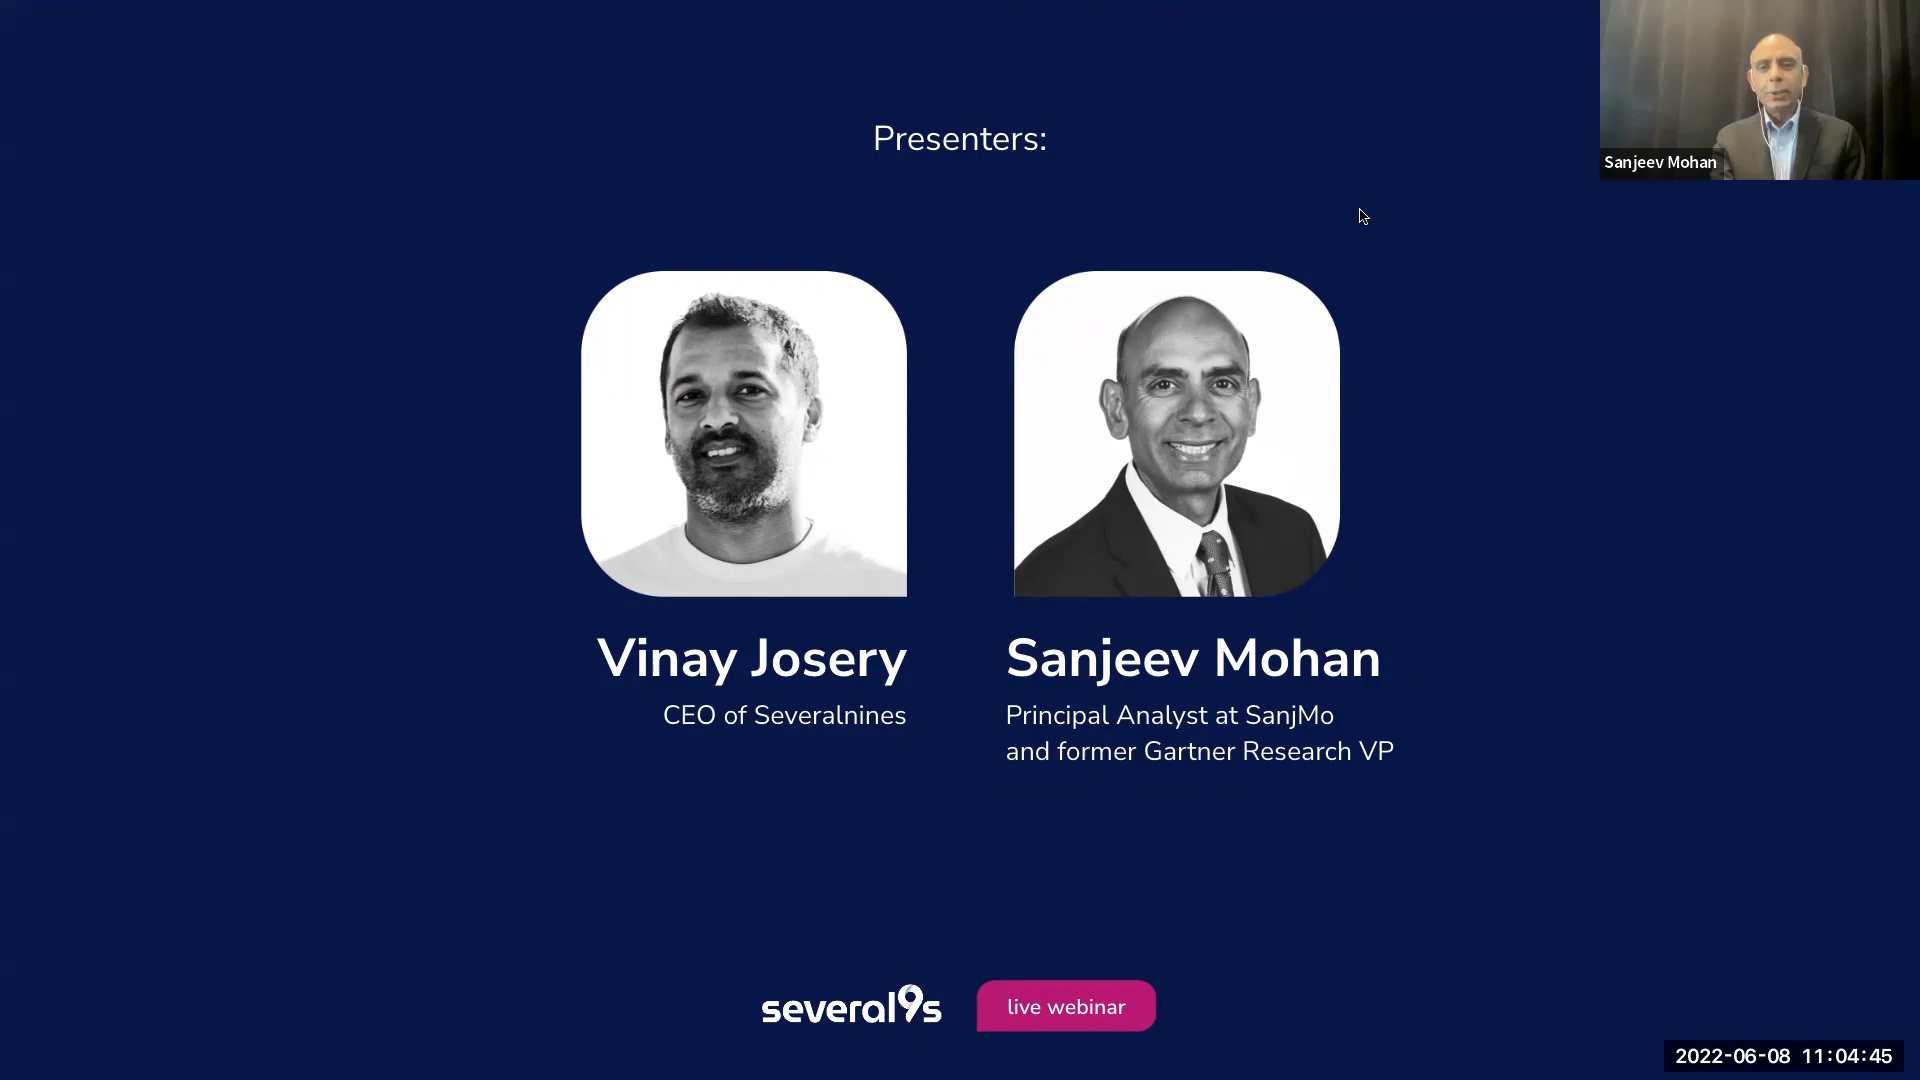 Presenters:
Sanjeev Mohan
Vinay Josery
CEO of Severalnines
Sanjeev Mohan
Principal Analyst at SanjMo
and former Gartner Research VP
several9s
live webinar
2022-06-08 11:04:45